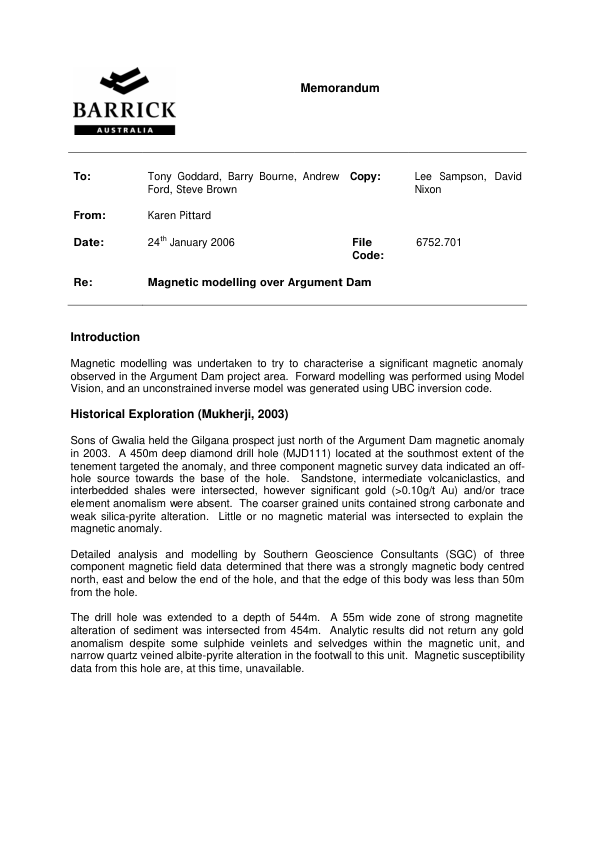 Memorandum
BARRICK
AUSTRALIA
To: Tony Goddard, Barry Bourne, Andrew Ford, Steve Brown
Copy: Lee Sampson, David Nixon
From: Karen Pittard
Date: 24th January 2006
File Code: 6752.701
Re: Magnetic modelling over Argument Dam
Introduction
Magnetic modelling was undertaken to try to characterise a significant magnetic anomaly
observed in the Argument Dam project area. Forward modelling was performed using Model
Vision, and an unconstrained inverse model was generated using UBC inversion code.
Historical Exploration (Mukherji, 2003)
Sons of Gwalia held the Gilgana prospect just north of the Argument Dam magnetic anomaly
in 2003. A 450m deep diamond drill hole (MJD111) located at the southmost extent of the
tenement targeted the anomaly, and three component magnetic survey data indicated an off-
hole source towards the base of the hole. Sandstone, intermediate volcaniclastics, and
interbedded shales were intersected, however significant gold (>0.10g/t Au) and/or trace
element anomalism were absent. The coarser grained units contained strong carbonate and
weak silica-pyrite alteration. Little or no magnetic material was intersected to explain the
magnetic anomaly.
Detailed analysis and modelling by Southern Geoscience Consultants (SGC) of three
component magnetic field data determined that there was a strongly magnetic body centred
north, east and below the end of the hole, and that the edge of this body was less than 50m
from the hole.
The drill hole was extended to a depth of 544m. A 55m wide zone of strong magnetite
alteration of sediment was intersected from 454m. Analytic results did not return any gold
anomalism despite some sulphide veinlets and selvedges within the magnetic unit, and
narrow quartz veined albite-pyrite alteration in the footwall to this unit. Magnetic susceptibility
data from this hole are, at this time, unavailable.